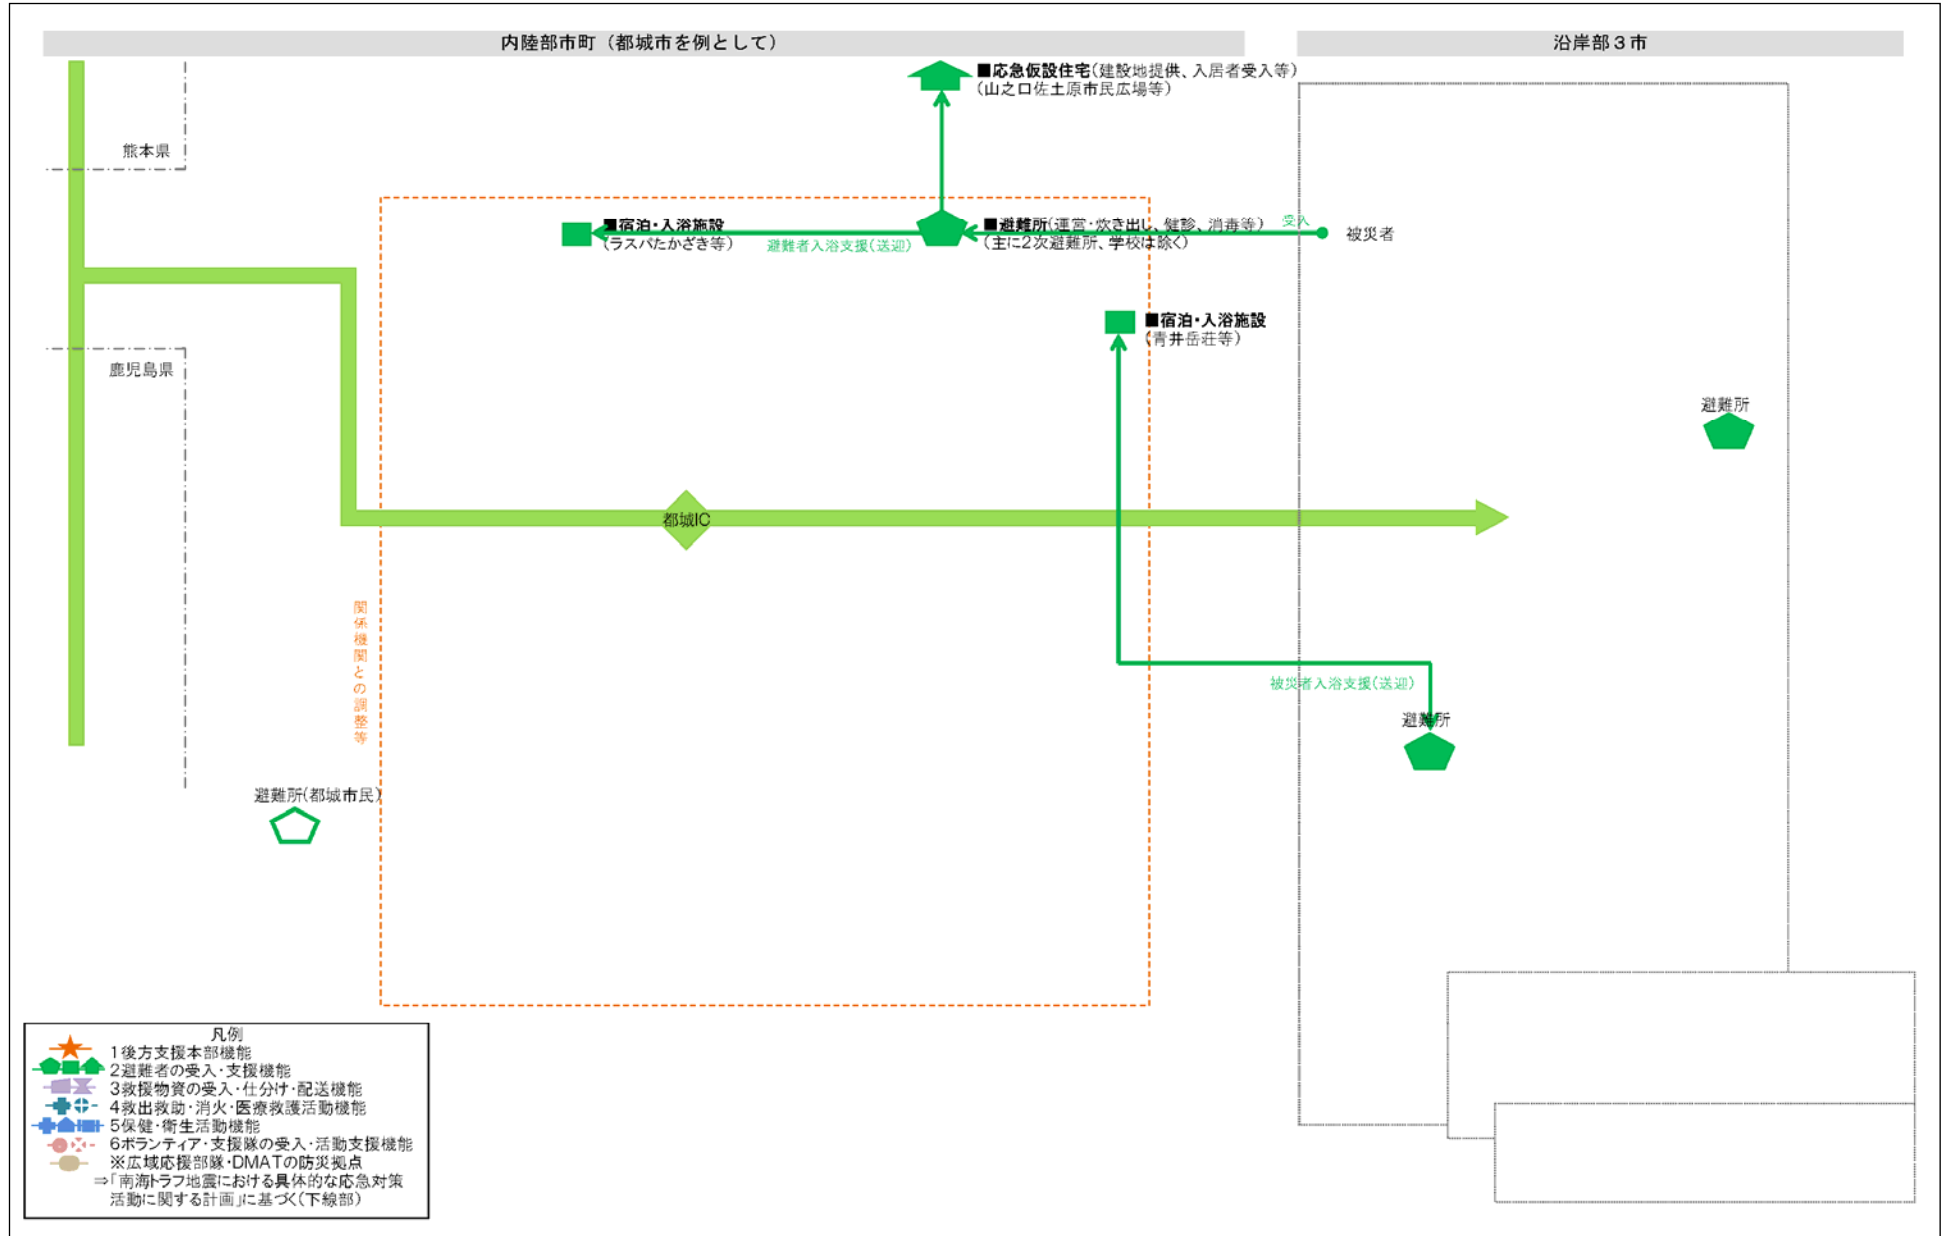 内陸部市町（都城市を例として）
沿岸部３市
■応急仮設住宅(建設地提供、入居者受入等)
(山之口佐土原市民広場等)
熊本県
■宿泊・入浴施設
(ラスパたかざき等)
避難者入浴支援(送迎)
■避難所(運営・炊き出し、健診、消毒等)
(主に2次避難所、学校は除く)
受入
被災者
■宿泊・入浴施設
(青井岳荘等)
鹿児島県
避難所
都城IC
関係機関との調整等
被災者入浴支援(送迎)
避難所
避難所(都城市民)
凡例
1後方支援本部機能
2避難者の受入・支援機能
3救援物資の受入・仕分け・配送機能
4救出救助・消火・医療救護活動機能
5保健・衛生活動機能
6ボランティア・支援隊の受入・活動支援機能
※広域応援部隊・DMATの防災拠点
⇒「南海トラフ地震における具体的な応急対策
活動に関する計画」に基づく(下線部)